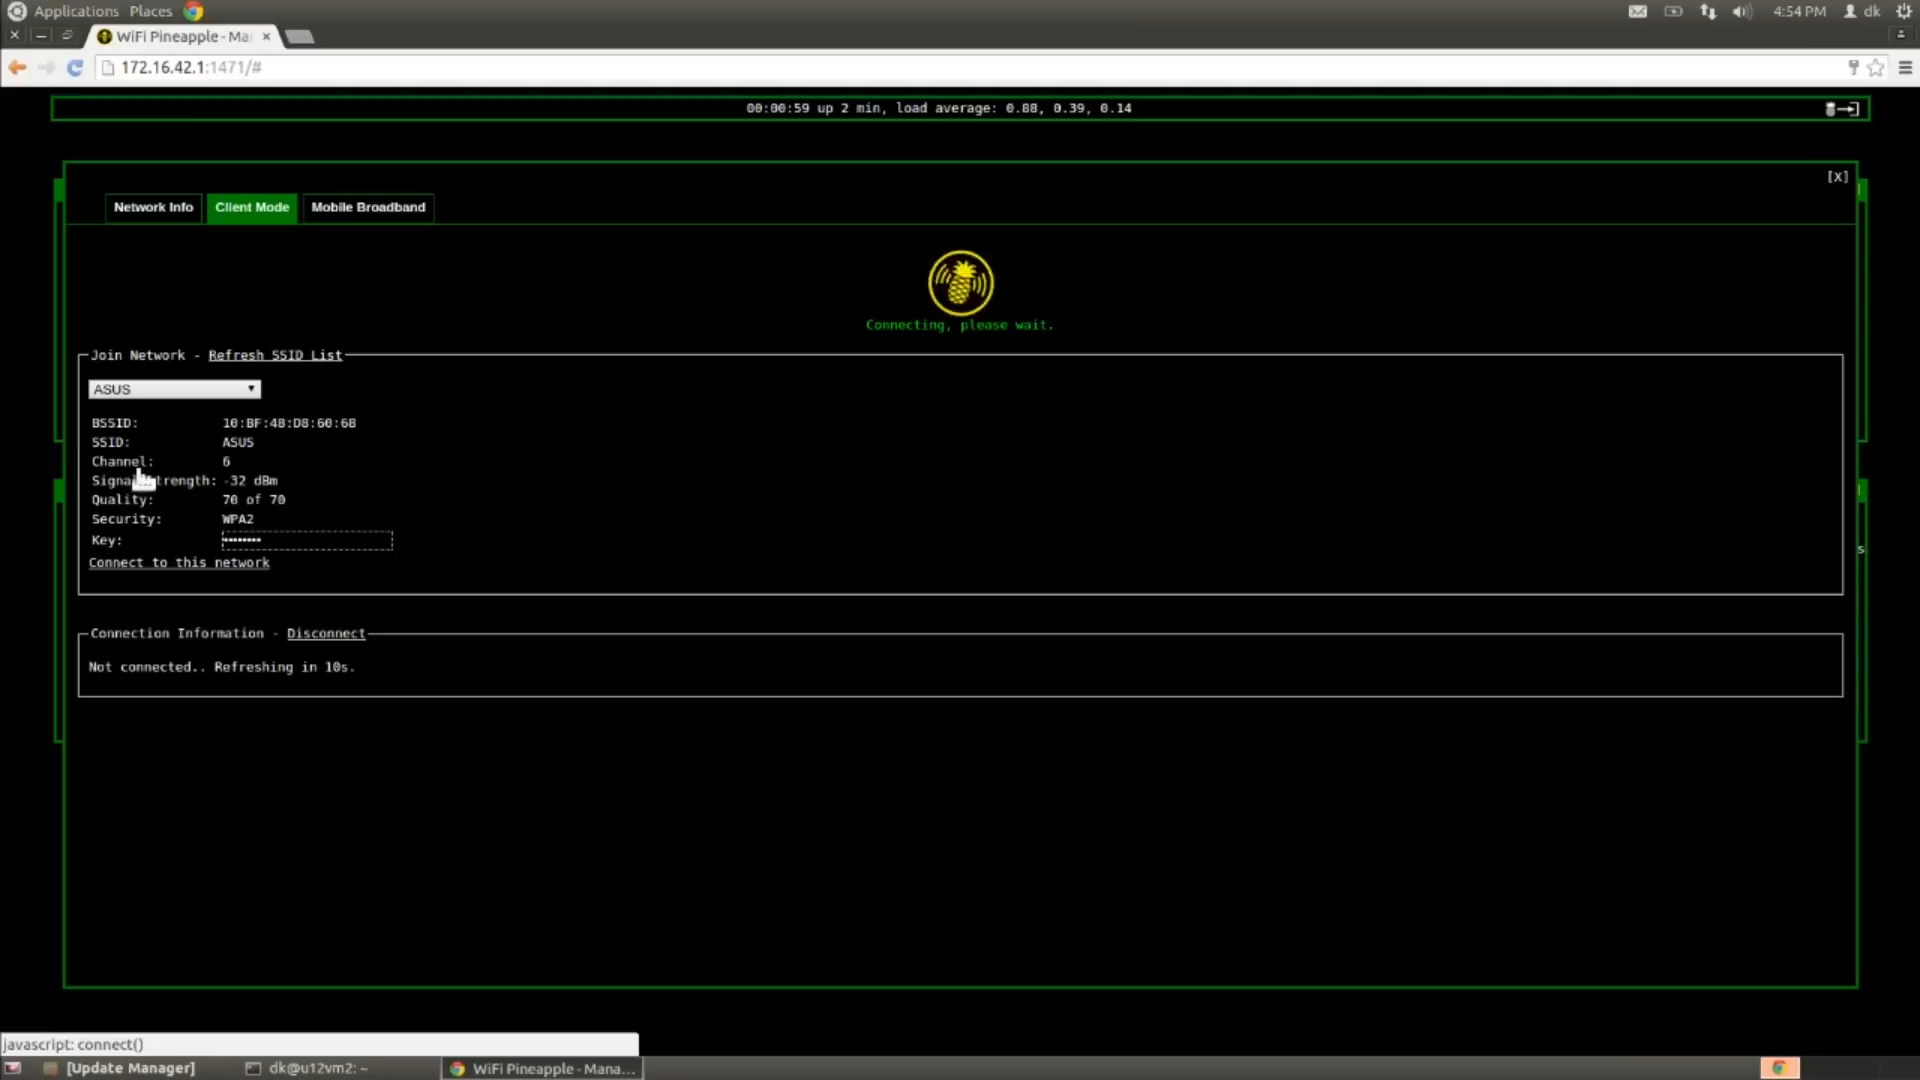 Applications Places
4:54 PM dk
WiFi Pineapple - Ma
172.16.42.1:1471/#
00:00:59 up 2 min, load average: 0.88, 0.39, 0.14
[X]
Network Info Client Mode Mobile Broadband
Connecting, please wait.
Join Network - Refresh SSID List
ASUS
BSSID: 10:BF:48:D8:60:68
SSID: ASUS
Channel: 6
Signal Strength: -32 dBm
Quality: 70 of 70
Security: WPA2
Key: ••••••••
Connect to this network
s
Connection Information - Disconnect
Not connected.. Refreshing in 10s.
javascript: connect()
[Update Manager] dk@u12vm2: ~ WiFi Pineapple - Mana...